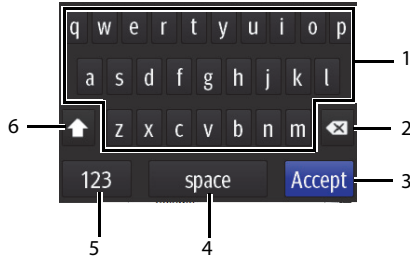 q w e r t y u i o p
1
a s d f g h j k l
6 z x c v b n m 2
123 space Accept 3
5 4